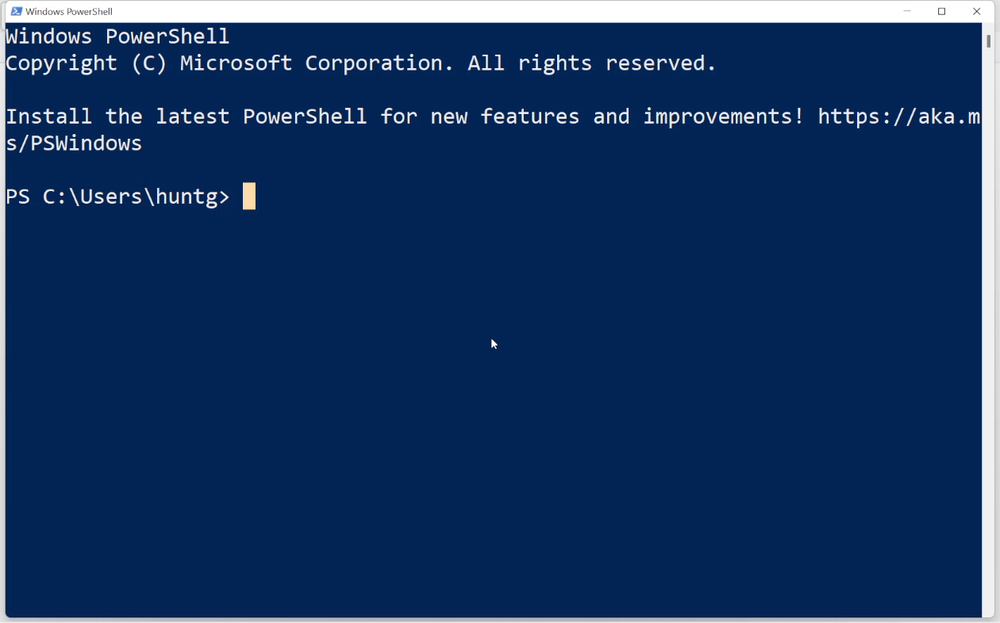 Windows PowerShell
Windows PowerShell
Copyright (C) Microsoft Corporation. All rights reserved.
Install the latest PowerShell for new features and improvements! https://aka.m
s/PSWindows
PS C:\Users\huntg>